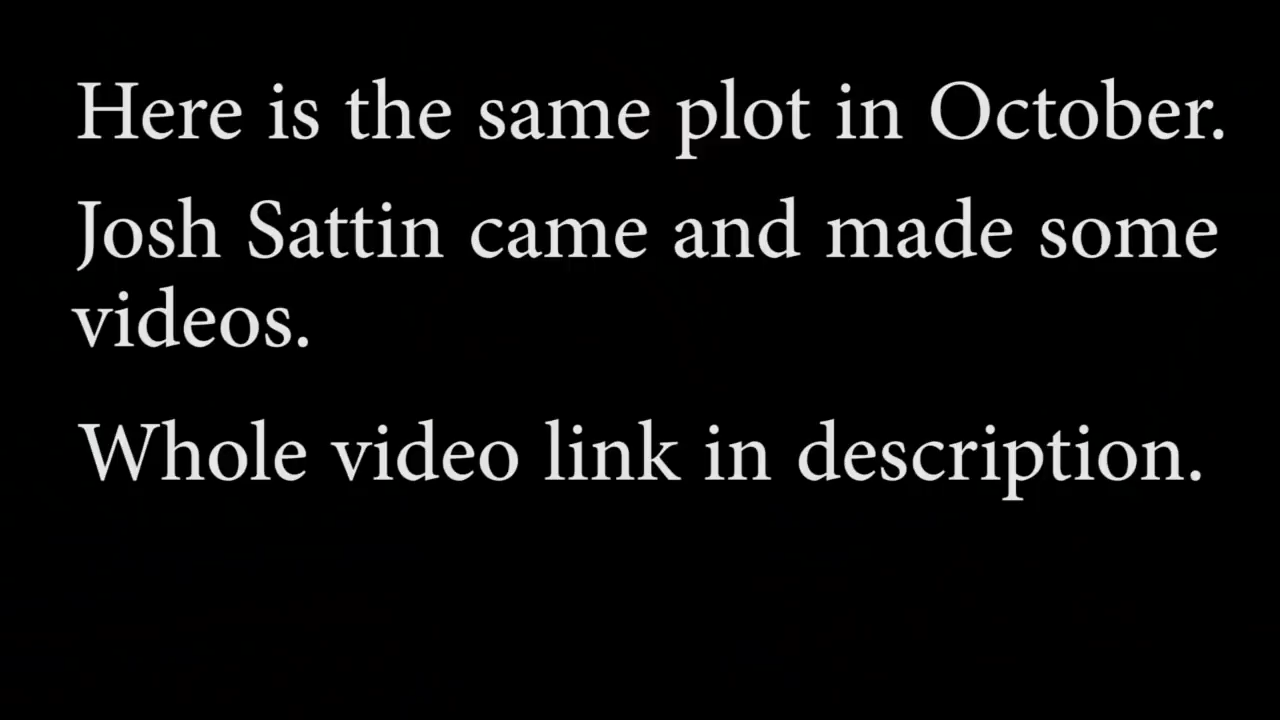 Here is the same plot in October.
Josh Sattin came and made some
videos.
Whole video link in description.